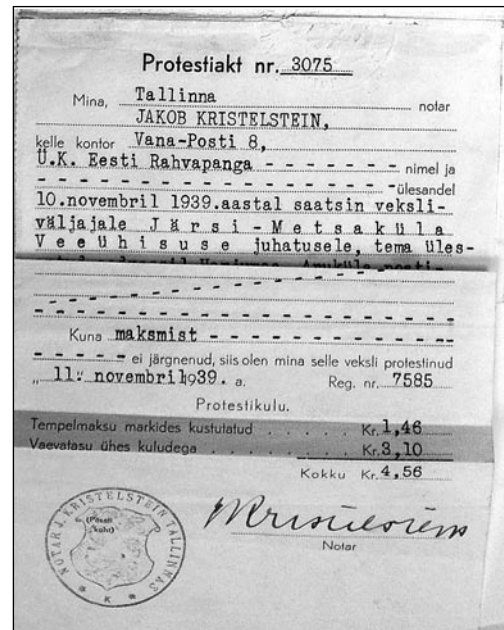 Protestiakt nr. 3075
Mina, Tallinna notar
JAKOB KRISTELSTEIN,
kelle kontor Vana-Posti 8,
Ü.K. Eesti Rahvapanga - - - - - - - nimel ja
- - - - - - - - - - - - - - - - ülesandel
10.novembril 1939.aastal saatsin veksli-
väljajale Järsi-Metsaküla
Veeühisuse juhatusele, tema üles-
Kuna maksmist - - - - - - - - - - - - -
- - - - - ei järgnenud, siis olen mina selle veksli protestinud
„ 11." novembril 1939. a. Reg. nr. 7585
Protestikulu.
Tempelmaksu markides kustutatud . . . . . Kr. 1,46
Vaevatasu ühes kuludega . . . . . . . Kr. 3,10
Kokku Kr. 4,56
NOTAR J. KRISTELSTEIN TALLINNAS
* K *
(Pitsati koht)
Notar